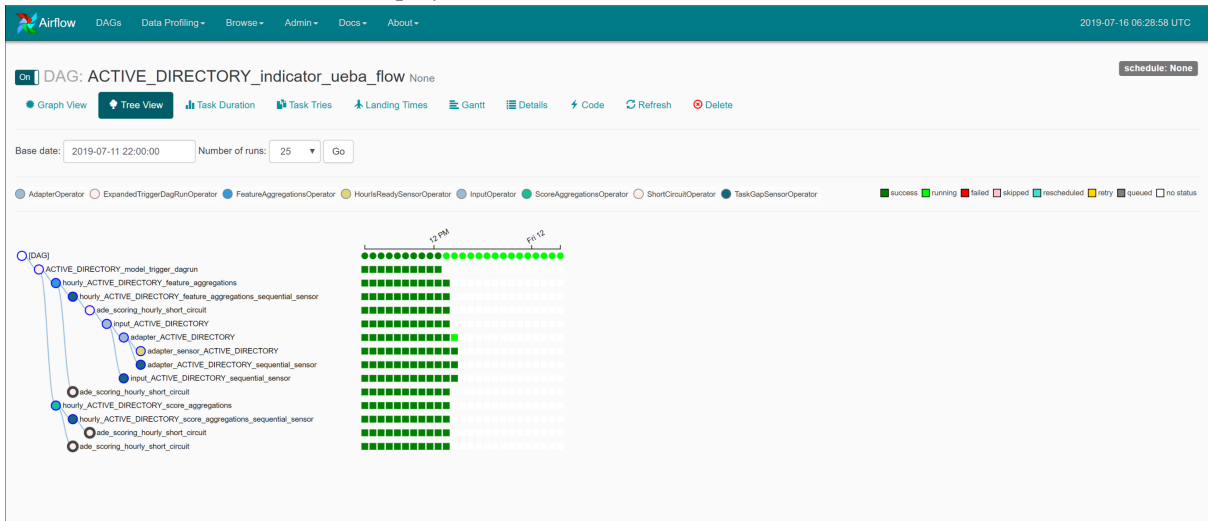 Airflow DAGs Data Profiling Browse Admin Docs About 2019-07-16 06:28:58 UTC
schedule: None
On DAG: ACTIVE_DIRECTORY_indicator_ueba_flow None
Graph View Tree View Task Duration Task Tries Landing Times Gantt Details Code Refresh Delete
Base date: 2019-07-11 22:00:00 Number of runs: 25 Go
AdapterOperator ExpandedTriggerDagRunOperator FeatureAggregationsOperator HourIsReadySensorOperator InputOperator ScoreAggregationsOperator ShortCircuitOperator TaskGapSensorOperator success running failed skipped rescheduled retry queued no status
12 PM Fri 12
[DAG]
ACTIVE_DIRECTORY_model_trigger_dagrun
hourly_ACTIVE_DIRECTORY_feature_aggregations
hourly_ACTIVE_DIRECTORY_feature_aggregations_sequential_sensor
ade_scoring_hourly_short_circuit
input_ACTIVE_DIRECTORY
adapter_ACTIVE_DIRECTORY
adapter_sensor_ACTIVE_DIRECTORY
adapter_ACTIVE_DIRECTORY_sequential_sensor
input_ACTIVE_DIRECTORY_sequential_sensor
ade_scoring_hourly_short_circuit
hourly_ACTIVE_DIRECTORY_score_aggregations
hourly_ACTIVE_DIRECTORY_score_aggregations_sequential_sensor
ade_scoring_hourly_short_circuit
ade_scoring_hourly_short_circuit